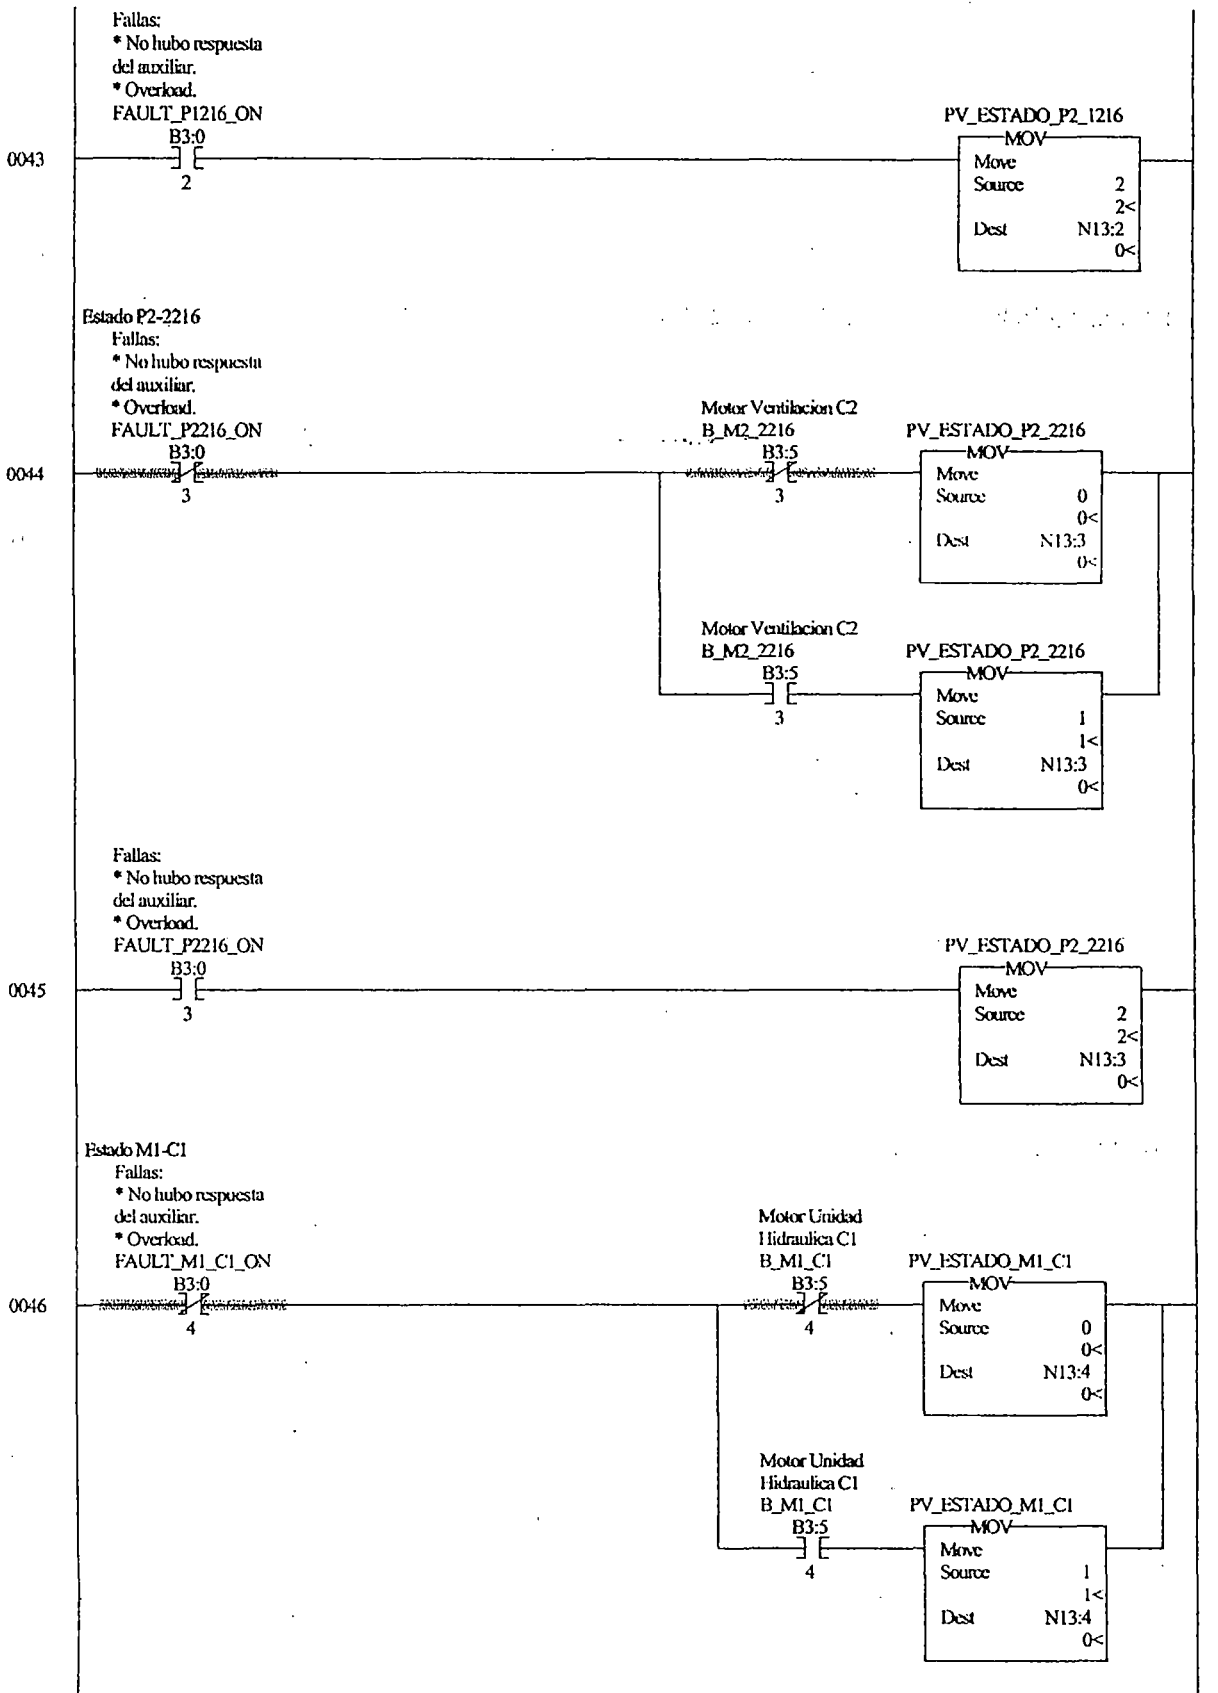 Fallas:
* No hubo respuesta
del auxiliar.
* Overload.
FAULT_P1216_ON
B3:0
2
0043
PV_ESTADO_P2_1216
MOV
Move
Source 2
2<
Dest N13:2
0<
Estado P2-2216
Fallas:
* No hubo respuesta
del auxiliar.
* Overload.
FAULT_P2216_ON
B3:0
3
0044
Motor Ventilacion C2
B_M2_2216
B3:5
3
PV_ESTADO_P2_2216
MOV
Move
Source 0
0<
Dest N13:3
0<
Motor Ventilacion C2
B_M2_2216
B3:5
3
PV_ESTADO_P2_2216
MOV
Move
Source 1
1<
Dest N13:3
0<
Fallas:
* No hubo respuesta
del auxiliar.
* Overload.
FAULT_P2216_ON
B3:0
3
0045
PV_ESTADO_P2_2216
MOV
Move
Source 2
2<
Dest N13:3
0<
Estado M1-C1
Fallas:
* No hubo respuesta
del auxiliar.
* Overload.
FAULT_M1_C1_ON
B3:0
4
0046
Motor Unidad
Hidraulica C1
B_M1_C1
B3:5
4
PV_ESTADO_M1_C1
MOV
Move
Source 0
0<
Dest N13:4
0<
Motor Unidad
Hidraulica C1
B_M1_C1
B3:5
4
PV_ESTADO_M1_C1
MOV
Move
Source 1
1<
Dest N13:4
0<